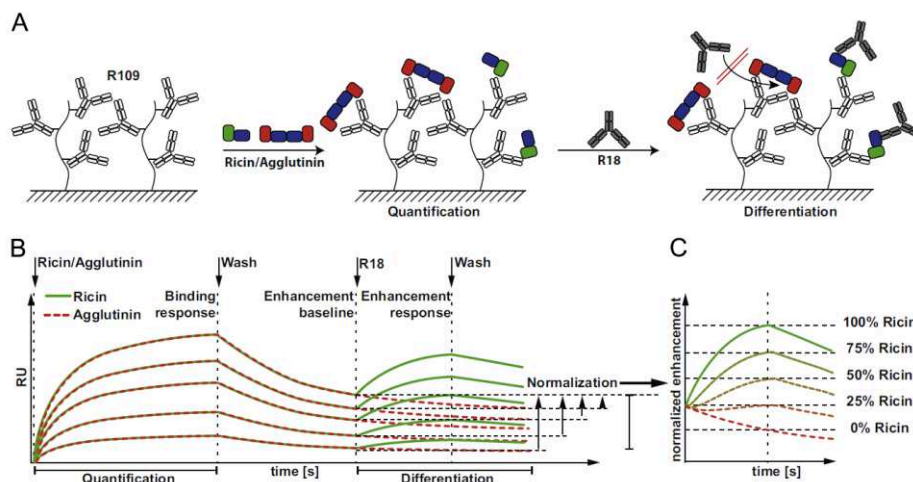 A
R109
Ricin/Agglutinin
R18
Quantification
Differentiation
B
Ricin/Agglutinin
Wash
R18
Wash
Ricin
Agglutinin
Binding
response
Enhancement
baseline
Enhancement
response
Normalization
RU
time [s]
Quantification
Differentiation
C
normalized enhancement
100% Ricin
75% Ricin
50% Ricin
25% Ricin
0% Ricin
time [s]